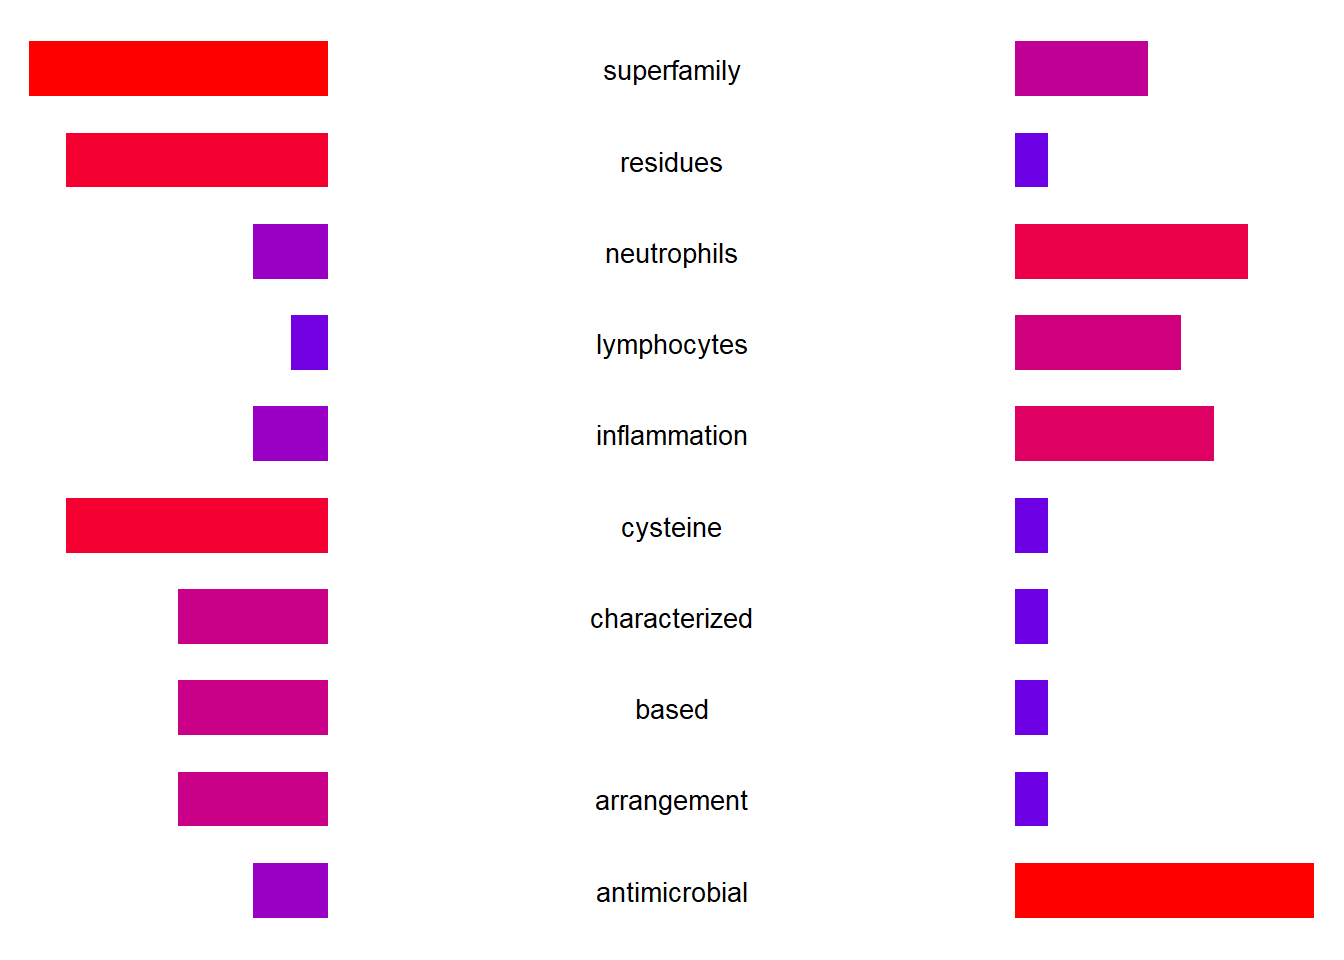 superfamily
residues
neutrophils
lymphocytes
inflammation
cysteine
characterized
based
arrangement
antimicrobial